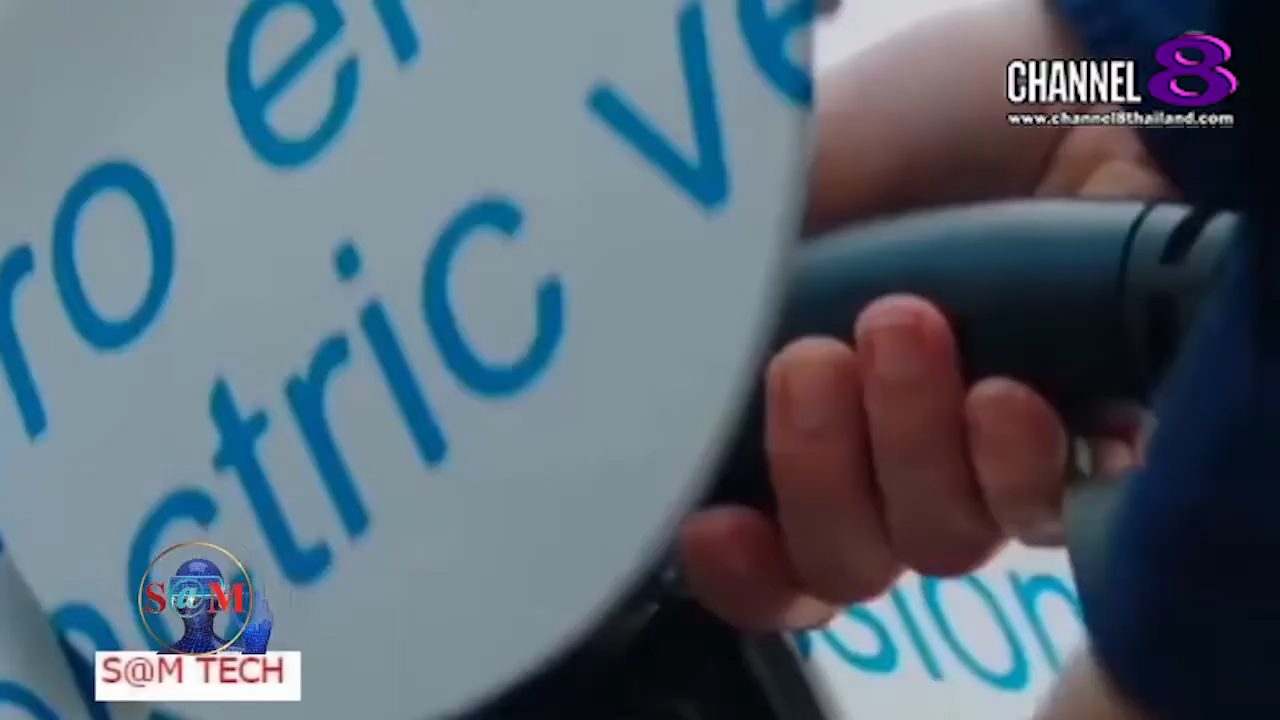 ro e
ctric ve
CHANNEL 8
www.channel8thailand.com
sion
S@M
S@M TECH